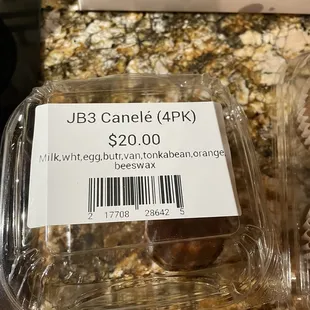 JB3 Canelé (4PK)
$20.00
Milk,wht,egg,butr,van,tonkabean,orange,
beeswax
2 17708 28642 5